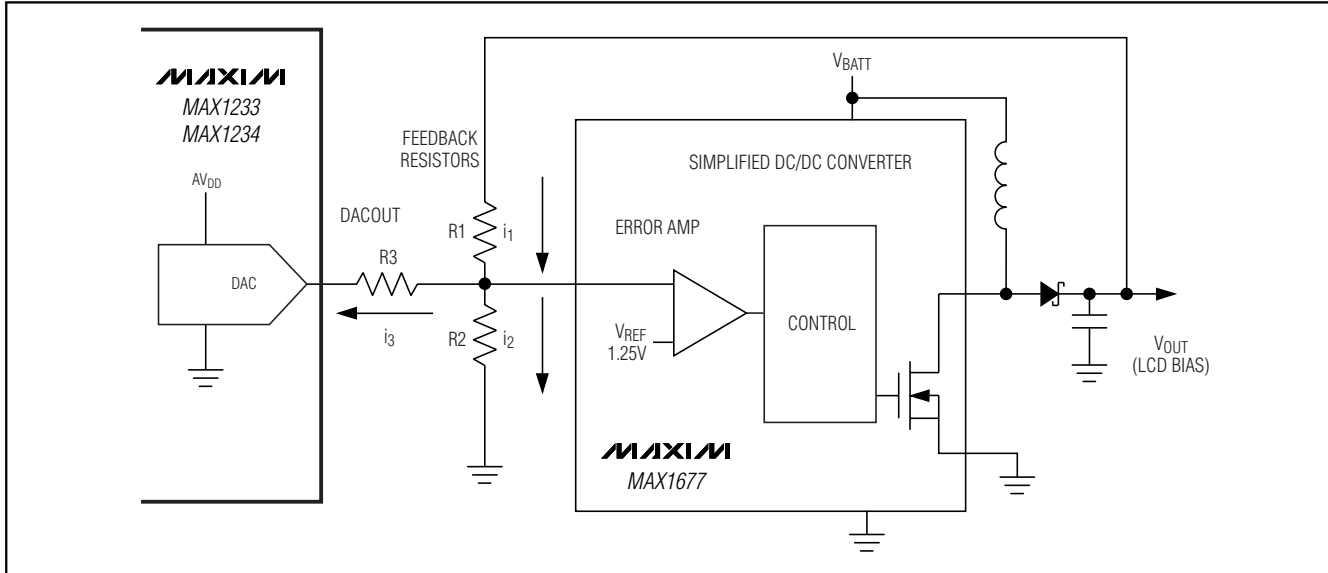 MAXIM
MAX1233
MAX1234
AVDD
DAC
DACOUT
R3
i3
FEEDBACK
RESISTORS
R1
i1
R2
i2
VBATT
SIMPLIFIED DC/DC CONVERTER
ERROR AMP
VREF
1.25V
CONTROL
MAXIM
MAX1677
VOUT
(LCD BIAS)